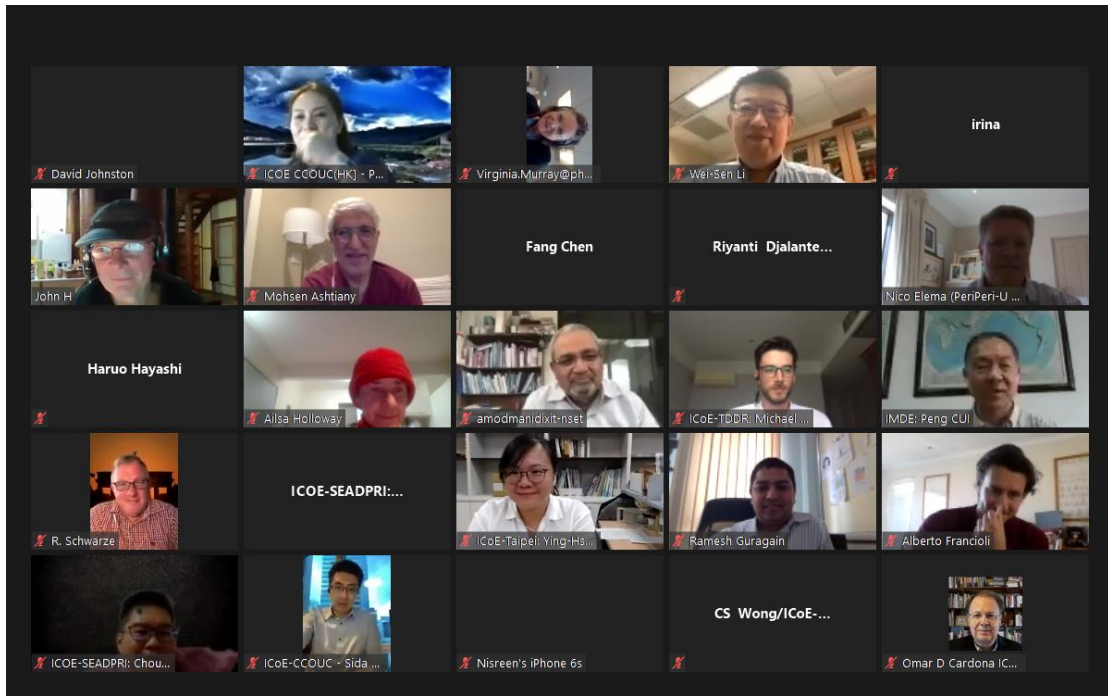 David Johnston
ICOE CCOUC(HK] - P...
Virginia.Murray@ph...
Wei-Sen Li
irina
John H
Mohsen Ashtiany
Fang Chen
Riyanti Djalante...
Nico Elema (PeriPeri-U ...
Haruo Hayashi
Ailsa Holloway
amodmanidixit-nset
ICoE-TDDR: Michael ...
IMDE: Peng CUI
R. Schwarze
ICOE-SEADPRI:...
ICoE-Taipei: Ying-Hs...
Ramesh Guragain
Alberto Francioli
ICOE-SEADPRI: Chou...
ICoE-CCOUC - Sida ...
Nisreen's iPhone 6s
CS Wong/ICoE-...
Omar D Cardona IC...